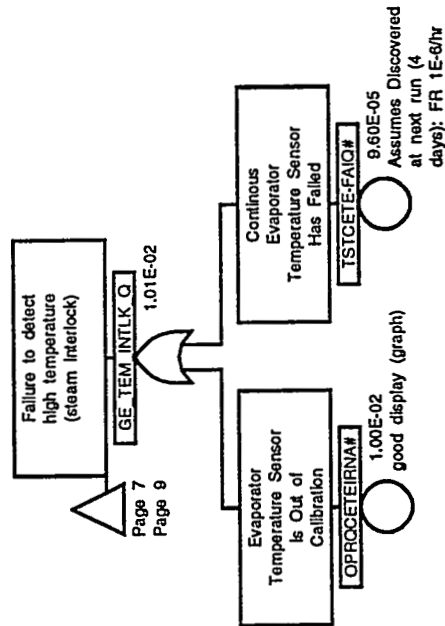 Failure to detect
high temperature
(steam Interlock)
GE_TEM_INTLK_Q
1.01E-02
Page 7
Page 9
Evaporator
Temperature Sensor
Is Out of
Calibration
OPRQCETEIRNA#
1.00E-02
good display (graph)
Continous
Evaporator
Temperature Sensor
Has Failed
TSTCETE-FAIQ#
9.60E-05
Assumes Discovered
at next run (4
days): FR 1E-6/hr